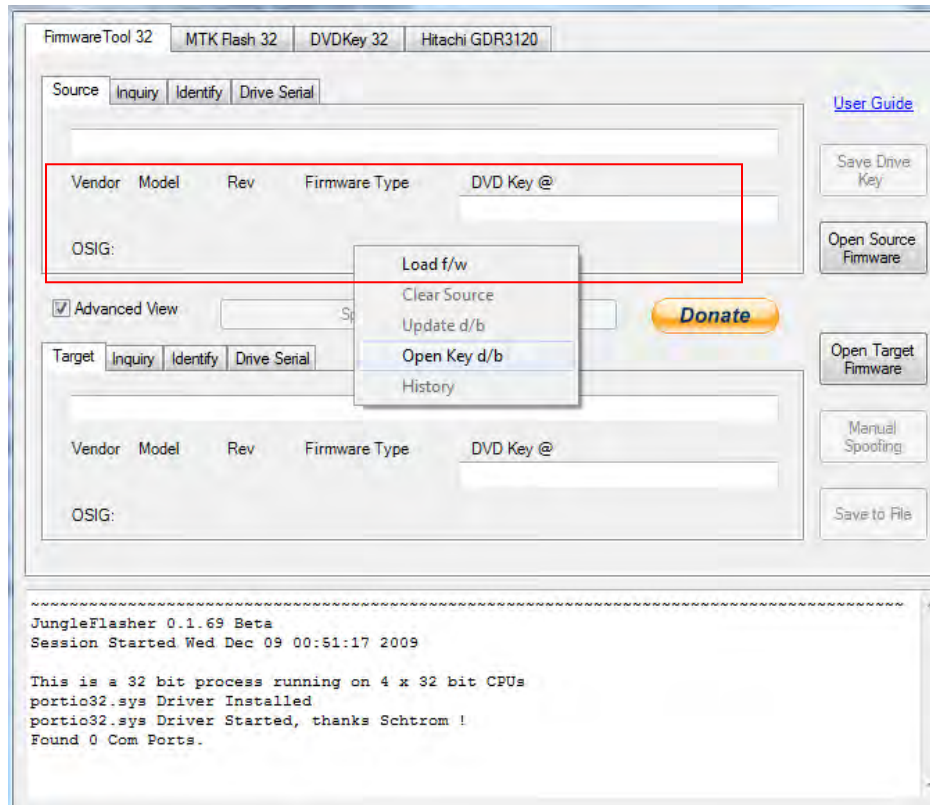 FirmwareTool 32 MTK Flash 32 DVDKey 32 Hitachi GDR3120
Source Inquiry Identify Drive Serial
User Guide
Save Drive
Key
Vendor Model Rev Firmware Type DVD Key @
Open Source
Firmware
OSIG:
Load f/w
Clear Source
Update d/b
Open Key d/b
History
Advanced View
Sp
Donate
Target Inquiry Identify Drive Serial
Open Target
Firmware
Vendor Model Rev Firmware Type DVD Key @
Manual
Spoofing
OSIG:
Save to File
~~~~~~~~~~~~~~~~~~~~~~~~~~~~~~~~~~~~~~~~~~~~~~~~~~~~~~~~~~~~~~~~~~~~~~~~~~~~~~~~~~~~~~~~~~
JungleFlasher 0.1.69 Beta
Session Started Wed Dec 09 00:51:17 2009
This is a 32 bit process running on 4 x 32 bit CPUs
portio32.sys Driver Installed
portio32.sys Driver Started, thanks Schtrom !
Found 0 Com Ports.